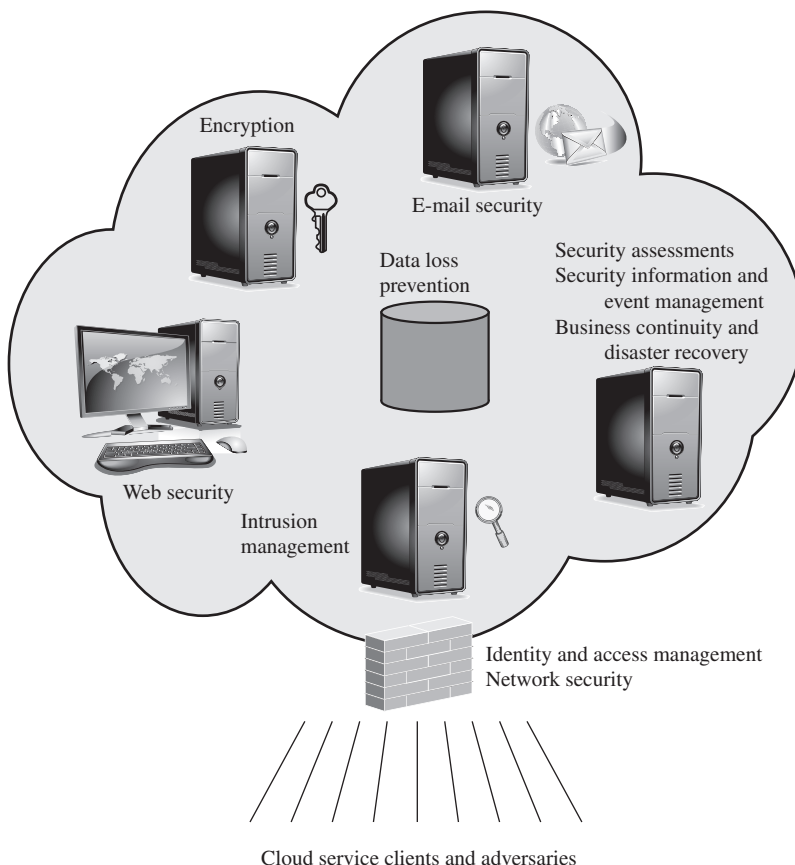 Encryption
E-mail security
Data loss
prevention
Security assessments
Security information and
event management
Business continuity and
disaster recovery
Web security
Intrusion
management
Identity and access management
Network security
Cloud service clients and adversaries